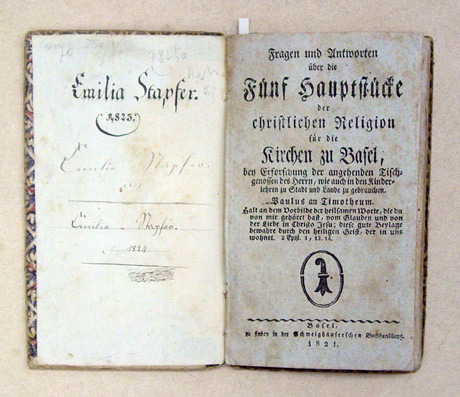 Emilia Stapfer.
1823.
Emilie Stapfer.
Emilia Stapfer.
1824
Fragen und Antworten
über die
Fünf Hauptstücke
der
christlichen Religion
für die
Kirchen zu Basel,
bey Erforschung der angehenden Tisch-
genossen des Herrn, wie auch in den Kinder-
lehren zu Stadt und Lande zu gebrauchen.
Paulus an Timotheum.
Halt an dem Vorbilde der heilsamen Worte, die du
von mir gehöret hast, vom Glauben und von
der Liebe in Christo Jesu; diese gute Beylage
bewahre durch den heiligen Geist, der in uns
wohnet. 2 Epist. 1, 13. 14.
Basel,
zu finden in der Schweighauserschen Buchhandlung.
1821.